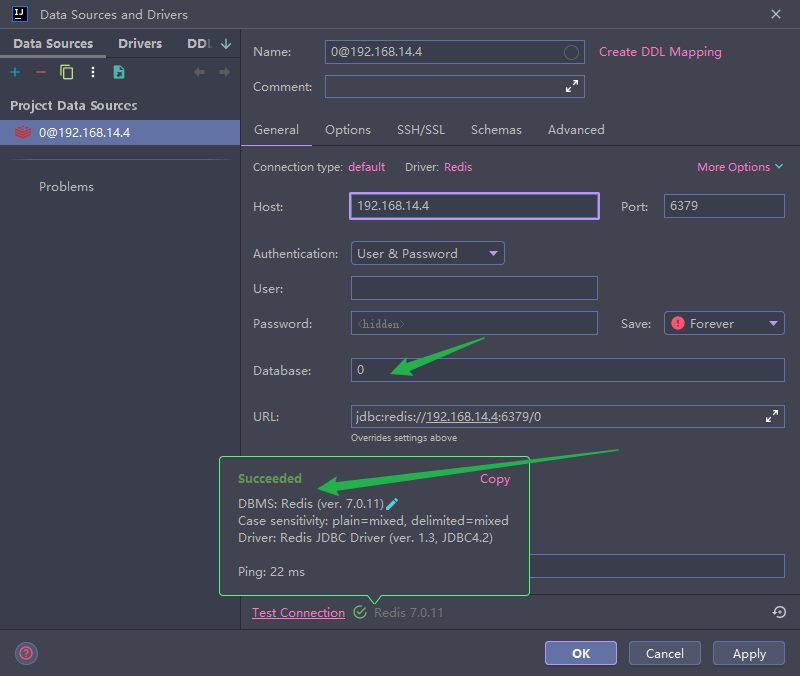 IJ Data Sources and Drivers
Data Sources Drivers DDL
Project Data Sources
0@192.168.14.4
Problems
Name: 0@192.168.14.4 Create DDL Mapping
Comment:
General Options SSH/SSL Schemas Advanced
Connection type: default Driver: Redis More Options
Host: 192.168.14.4 Port: 6379
Authentication: User & Password
User:
Password: <hidden> Save: Forever
Database: 0
URL: jdbc:redis://192.168.14.4:6379/0
Overrides settings above
Succeeded Copy
DBMS: Redis (ver. 7.0.11)
Case sensitivity: plain=mixed, delimited=mixed
Driver: Redis JDBC Driver (ver. 1.3, JDBC4.2)
Ping: 22 ms
Test Connection Redis 7.0.11
OK Cancel Apply